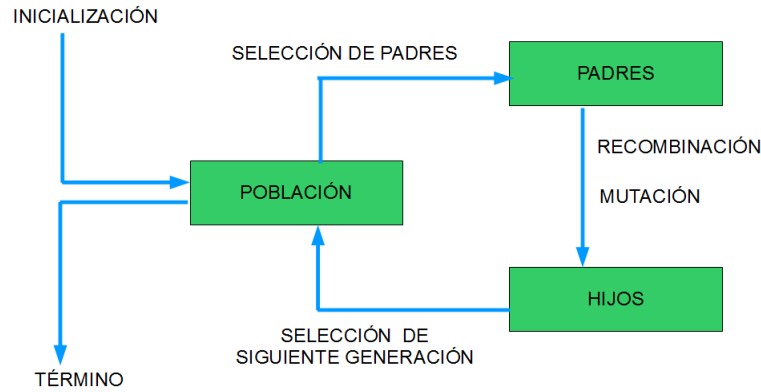 INICIALIZACIÓN
SELECCIÓN DE PADRES
PADRES
RECOMBINACIÓN
MUTACIÓN
POBLACIÓN
HIJOS
SELECCIÓN DE
SIGUIENTE GENERACIÓN
TÉRMINO